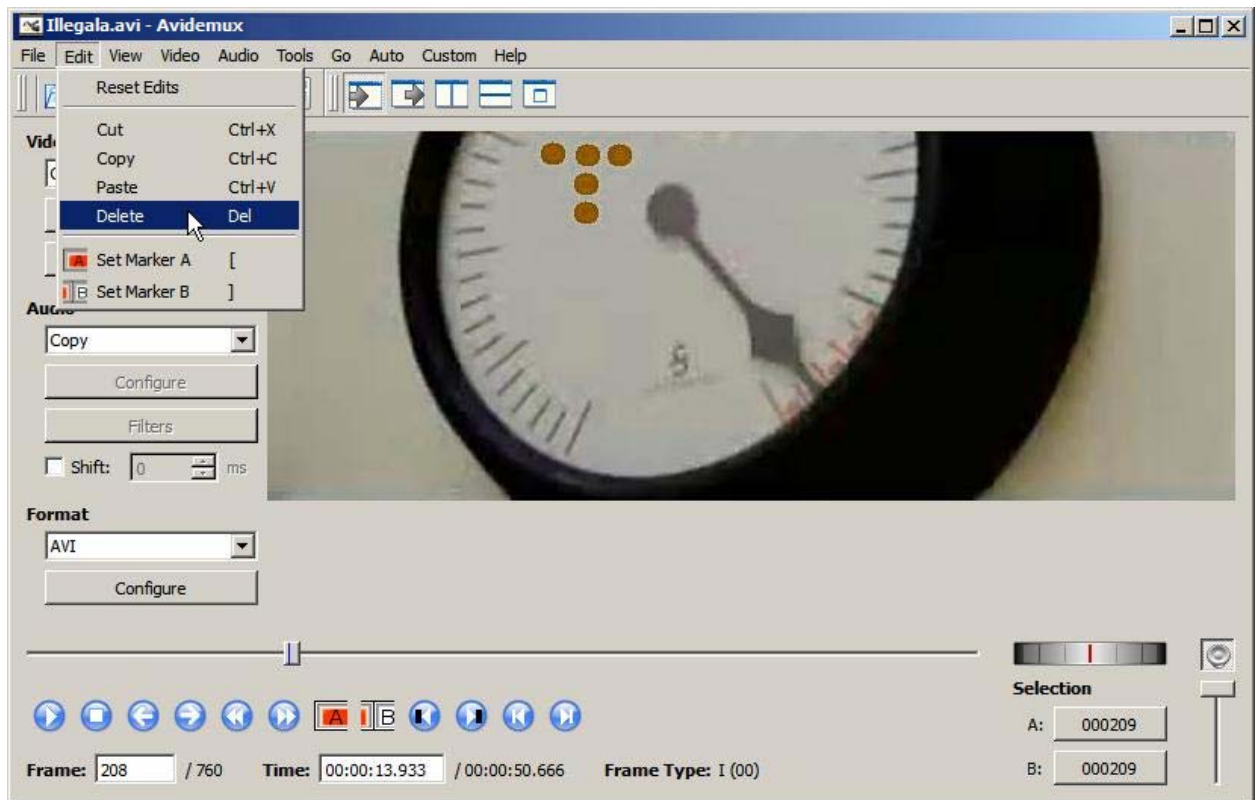 Illegala.avi - Avidemux
File Edit View Video Audio Tools Go Auto Custom Help
Reset Edits
Cut Ctrl+X
Copy Ctrl+C
Paste Ctrl+V
Delete Del
Set Marker A [
Set Marker B ]
Copy
Configure
Filters
Shift: 0 ms
Format
AVI
Configure
A B
Selection
A: 000209
B: 000209
Frame: 208 / 760 Time: 00:00:13.933 / 00:00:50.666 Frame Type: I (00)